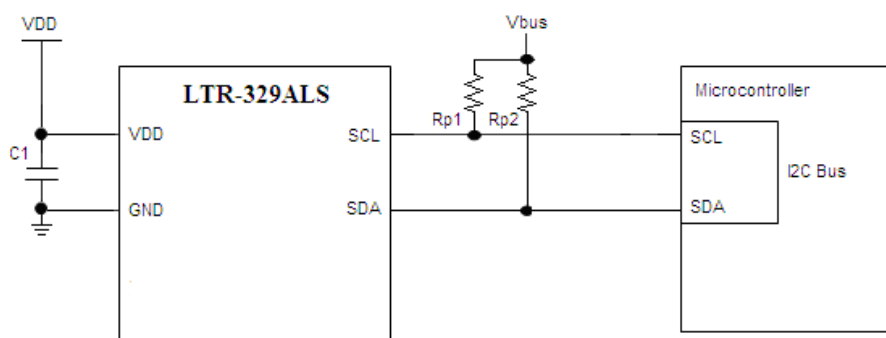 VDD
Vbus
LTR-329ALS
Microcontroller
Rp1
Rp2
VDD
SCL
SCL
C1
I2C Bus
GND
SDA
SDA